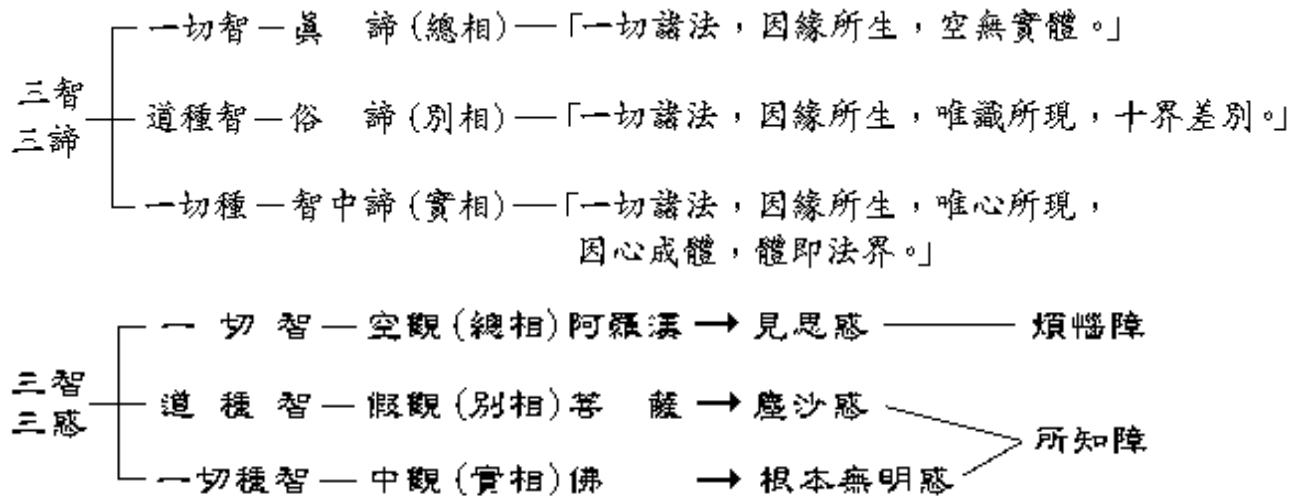 一切智－眞　諦(總相)—「一切諸法，因緣所生，空無實體。」
三智
三諦
道種智－俗　諦(別相)—「一切諸法，因緣所生，唯識所現，十界差別。」
一切種－智中諦(實相)—「一切諸法，因緣所生，唯心所現，
因心成體，體即法界。」
一切智—空觀(總相)阿羅漢→見思惑——煩惱障
三智
三惑
道種智—假觀(別相)菩　薩→塵沙惑
所知障
一切種智—中觀(實相)佛　→根本無明惑